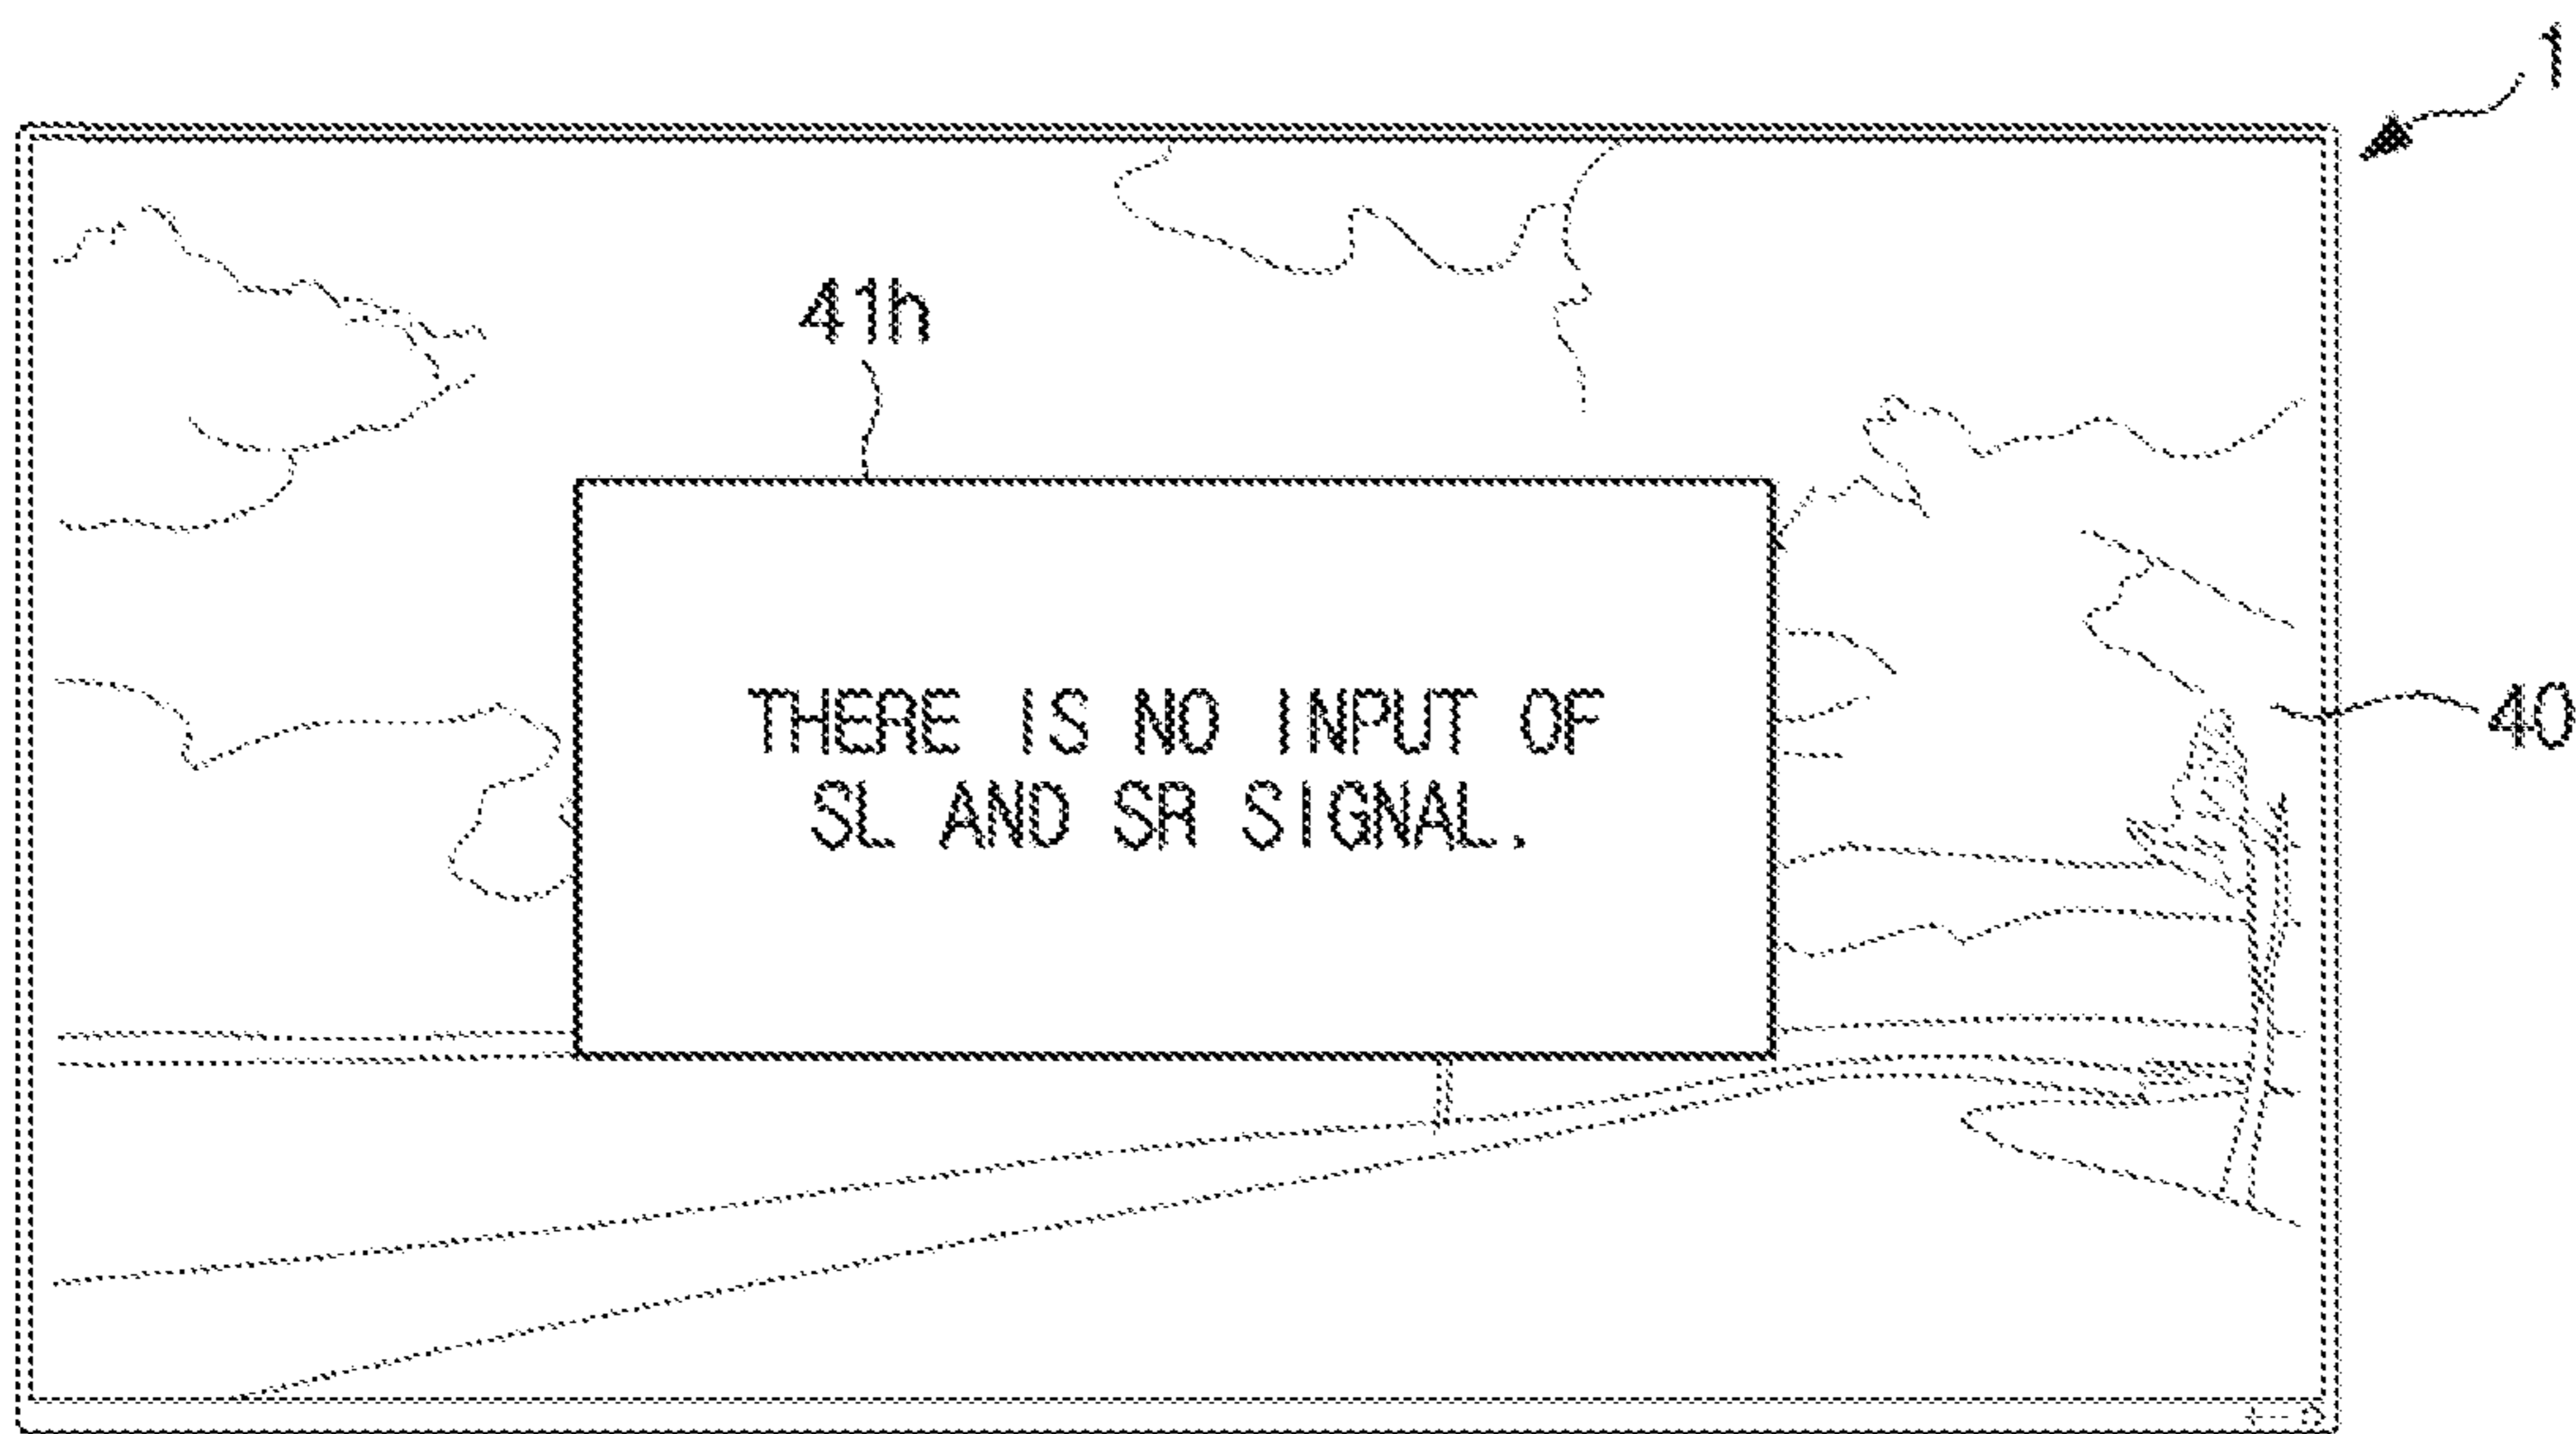 1
41h
THERE IS NO INPUT OF
SL AND SR SIGNAL.
40